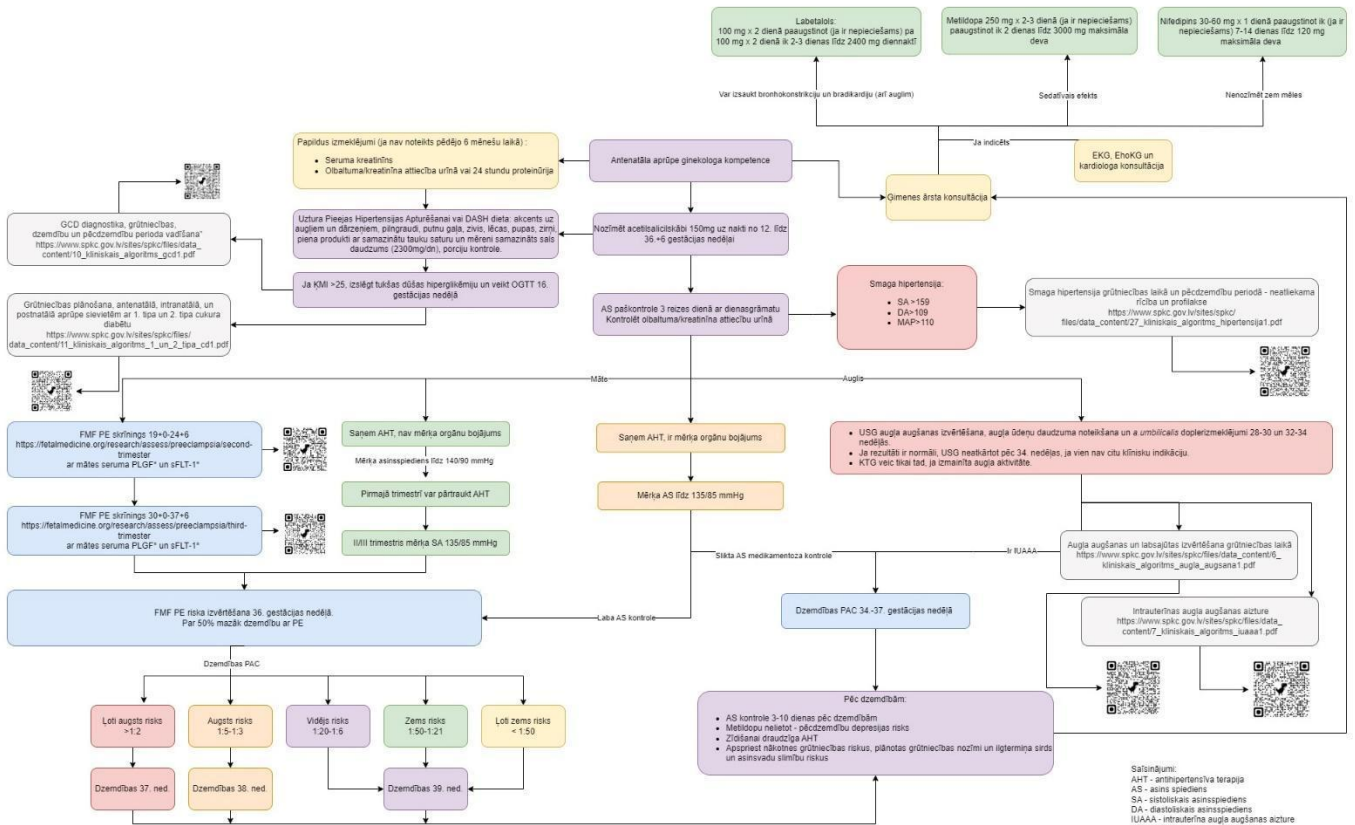 Labetalols:
100 mg x 2 dienā paaugstinot (ja ir nepieciešams) pa
100 mg x 2 dienā ik 2-3 dienas līdz 2400 mg diennaktī
Metildopa 250 mg x 2-3 dienā (ja ir nepieciešams)
paaugstinot ik 2 dienas līdz 3000 mg maksimāla
deva
Nifedipins 30-60 mg x 1 dienā paaugstinot ik (ja ir
nepieciešams) 7-14 dienas līdz 120 mg
maksimāla deva
Var izsaukt bronhokonstrikciju un bradikardiju (arī auglim)
Sedatīvais efekts
Nenozīmēt zem mēles
Ja indicēts
EKG, EhoKG un
kardiologa konsultācija
Ģimenes ārsta konsultācija
Papildus izmeklējumi (ja nav noteikts pēdējo 6 mēnešu laikā) :
• Seruma kreatinīns
• Olbaltuma/kreatinīna attiecība urīnā vai 24 stundu proteinūrija
Antenatāla aprūpe ginekologa kompetence
GCD diagnostika, grūtniecības,
dzemdību un pēcdzemdību perioda vadīšana"
https://www.spkc.gov.lv/sites/spkc/files/data_
content/10_kliniskais_algoritms_gcd1.pdf
Uztura Pieejas Hipertensijas Apturēšanai vai DASH dieta: akcents uz
augļiem un dārzeņiem, pilngraudi, putnu gaļa, zivis, lēcas, pupas, zirņi,
piena produkti ar samazinātu tauku saturu un mēreni samazināts sāls
daudzums (2300mg/dn), porciju kontrole.
Nozīmēt acetilsalicilskābi 150mg uz nakti no 12. līdz
36.+6 gestācijas nedēļai
Ja ĶMI >25, izslēgt tukšas dūšas hiperglikēmiju un veikt OGTT 16.
gestācijas nedēļā
Grūtniecības plānošana, antenatālā, intranatālā, un
postnatālā aprūpe sievietēm ar 1. tipa un 2. tipa cukura
diabētu
https://www.spkc.gov.lv/sites/spkc/files/
data_content/11_kliniskais_algoritms_1_un_2_tipa_cd1.pdf
AS paškontrole 3 reizes dienā ar dienasgrāmatu
Kontrolēt olbaltuma/kreatinīna attiecību urīnā
Smaga hipertensija:
• SA >159
• DA>109
• MAP>110
Smaga hipertensija grūtniecības laikā un pēcdzemdību periodā - neatliekama
rīcība un profilakse
https://www.spkc.gov.lv/sites/spkc/
files/data_content/27_kliniskais_algoritms_hipertensija1.pdf
Māte
Auglis
FMF PE skrīnings 19+0-24+6
https://fetalmedicine.org/research/assess/preeclampsia/second-
trimester
ar mātes seruma PLGF* un sFLT-1*
Saņem AHT, nav mērķa orgānu bojājums
Mērķa asinsspiediens līdz 140/90 mmHg
Pirmajā trimestrī var pārtraukt AHT
II/III trimestris mērķa SA 135/85 mmHg
Saņem AHT, ir mērķa orgānu bojājums
Mērķa AS līdz 135/85 mmHg
• USG augļa augšanas izvērtēšana, augļa ūdeņu daudzuma noteikšana un a.umbilicalis doplerizmeklējumi 28-30 un 32-34
nedēļās.
• Ja rezultāti ir normāli, USG neatkārtot pēc 34. nedēļas, ja vien nav citu klīnisku indikāciju.
• KTG veic tikai tad, ja izmainīta augļa aktivitāte.
FMF PE skrīnings 30+0-37+6
https://fetalmedicine.org/research/assess/preeclampsia/third-
trimester
ar mātes seruma PLGF* un sFLT-1*
Slikta AS medikamentoza kontrole
Ir IUAAA
Augļa augšanas un labsajūtas izvērtēšana grūtniecības laikā
https://www.spkc.gov.lv/sites/spkc/files/data_content/6_
kliniskais_algoritms_augla_augsana1.pdf
FMF PE riska izvērtēšana 36. gestācijas nedēļā.
Par 50% mazāk dzemdību ar PE
Laba AS kontrole
Dzemdības PAC 34.-37. gestācijas nedēļā
Intrauterīnas augļa augšanas aizture
https://www.spkc.gov.lv/sites/spkc/files/data_
content/7_kliniskais_algoritms_iuaaa1.pdf
Dzemdības PAC
Ļoti augsts risks
>1:2
Augsts risks
1:5-1:3
Vidējs risks
1:20-1:6
Zems risks
1:50-1:21
Ļoti zems risks
< 1:50
Dzemdības 37. ned.
Dzemdības 38. ned.
Dzemdības 39. ned.
Pēc dzemdībām:
• AS kontrole 3-10 dienas pēc dzemdībām
• Metildopu nelietot - pēcdzemdību depresijas risks
• Zīdīšanai draudzīga AHT
• Apspriest nākotnes grūtniecības riskus, plānotas grūtniecības nozīmi un ilgtermiņa sirds
un asinsvadu slimību riskus
Saīsinājumi:
AHT - antihipertensīva terapija
AS - asins spiediens
SA - sistoliskais asinsspiediens
DA - diastoliskais asinsspiediens
IUAAA - intrauterīna augļa augšanas aizture